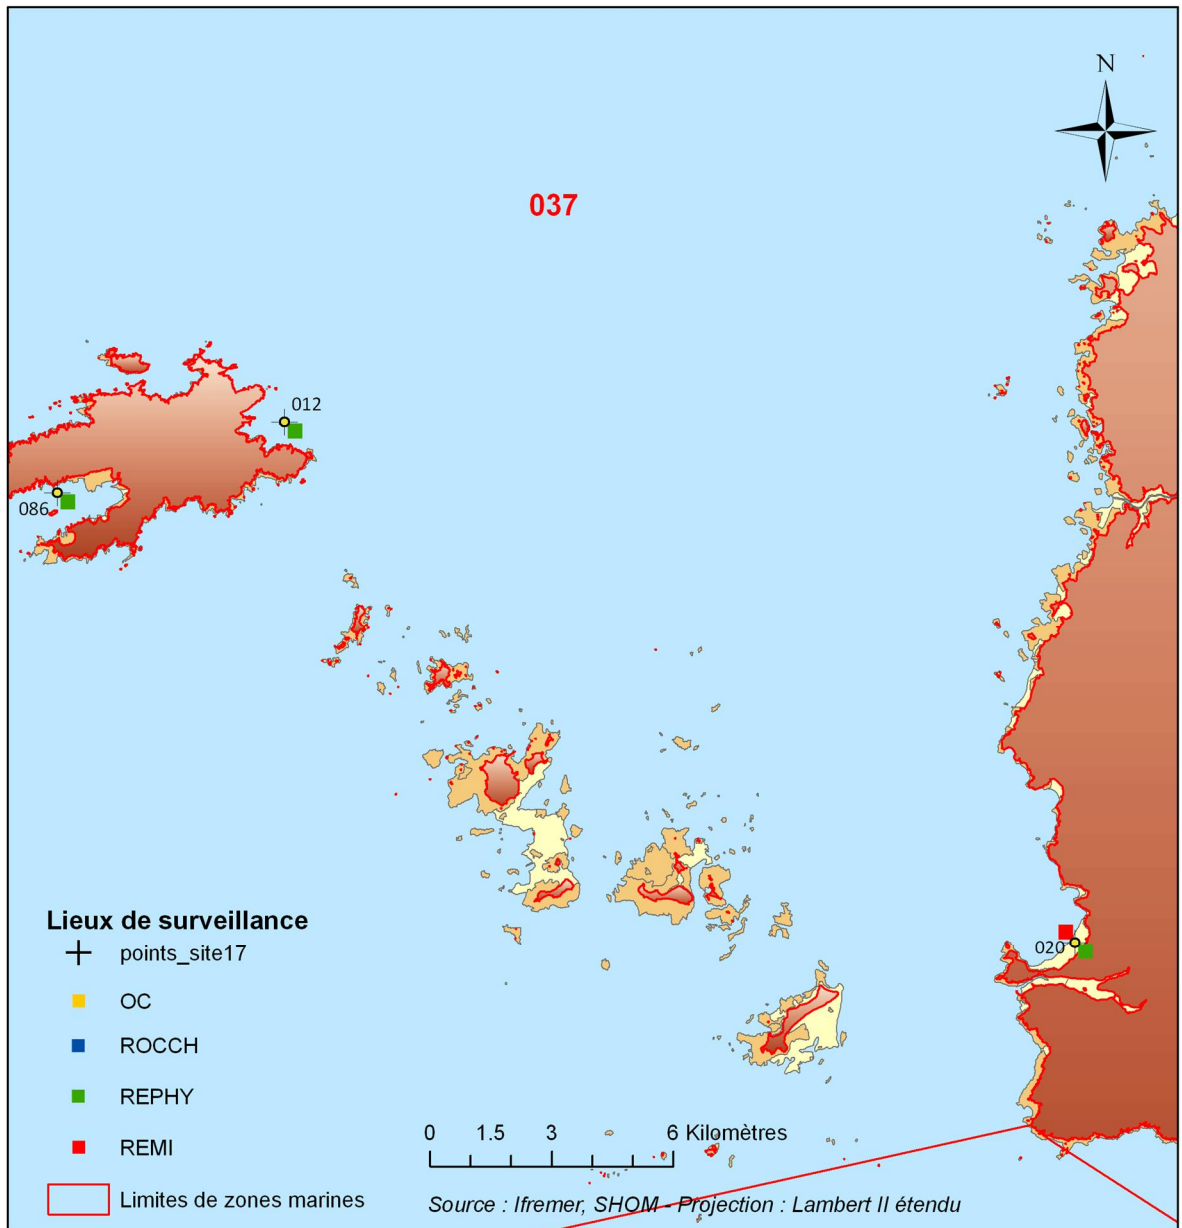 N
037
012
086
020
Lieux de surveillance
points_site17
OC
ROCCH
REPHY
REMI
Limites de zones marines
0 1.5 3 6 Kilomètres
Source : Ifremer, SHOM - Projection : Lambert II étendu